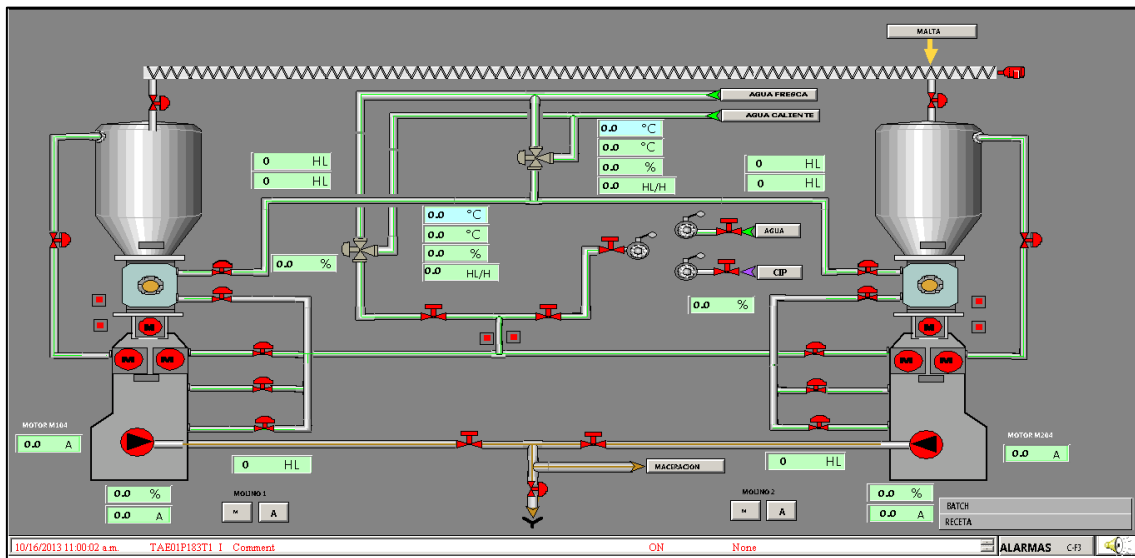 MALTA
AGUA FRESCA
AGUA CALIENTE
0.0 °C
0.0 °C
0.0 %
0.0 HL/H
0 HL
0 HL
0 HL
0 HL
0.0 °C
0.0 °C
0.0 %
0.0 HL/H
AGUA
0.0 %
CIP
0.0 %
M
M M
M M
MOTOR M104
0.0 A
MOTOR M204
0.0 A
0 HL
MACERACION
0 HL
0.0 %
0.0 A
MOLINO 1
M A
MOLINO 2
M A
0.0 %
0.0 A
BATCH
RECETA
10/16/2013 11:00:02 a.m. TAE01P183T1 I Comment ON None
ALARMAS C-F3